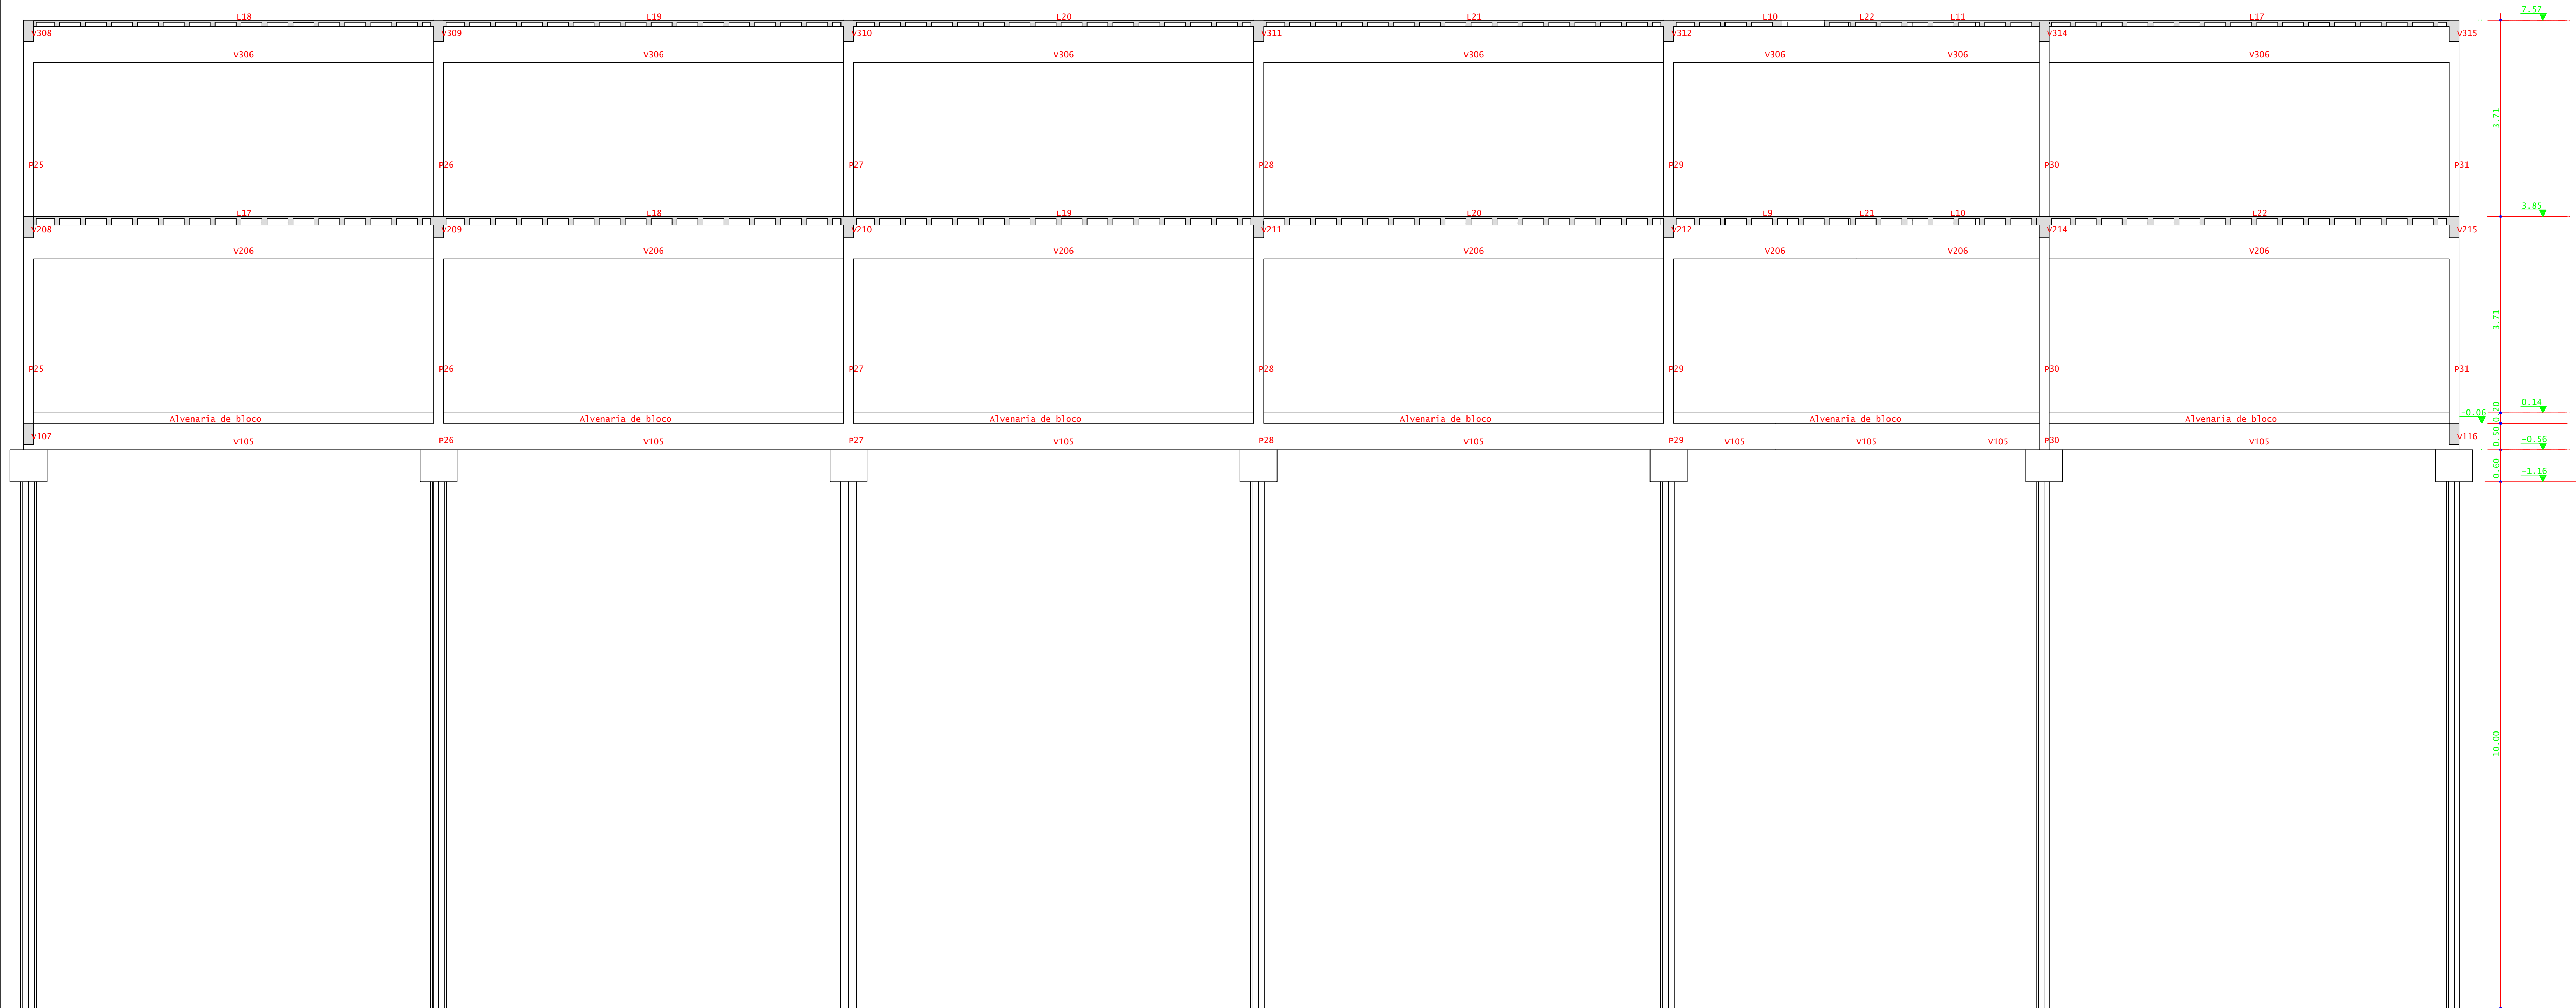 L18 L19 L20 L21 L10 L22 L11 L17 7.57
V308 V309 V310 V311 V312 V314 V315
V306 V306 V306 V306 V306 V306 V306
3.71
P25 P26 P27 P28 P29 P30 P31
L17 L18 L19 L20 L9 L21 L10 L22 3.85
V208 V209 V210 V211 V212 V214 V215
V206 V206 V206 V206 V206 V206 V206
3.71
P25 P26 P27 P28 P29 P30 P31
0.14
-0.06 0.20
Alvenaria de bloco Alvenaria de bloco Alvenaria de bloco Alvenaria de bloco Alvenaria de bloco Alvenaria de bloco
V107 V116 0.50 -0.56
V105 P26 V105 P27 V105 P28 V105 P29 V105 V105 V105 P30 V105
0.60 -1.16
10.00